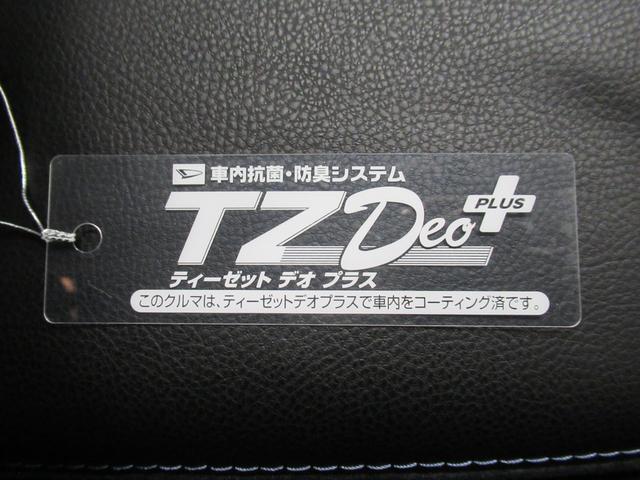 車内抗菌・防臭システム
TZ Deo PLUS
ティーゼット デオ プラス
このクルマは、ティーゼットデオプラスで車内をコーティング済です。